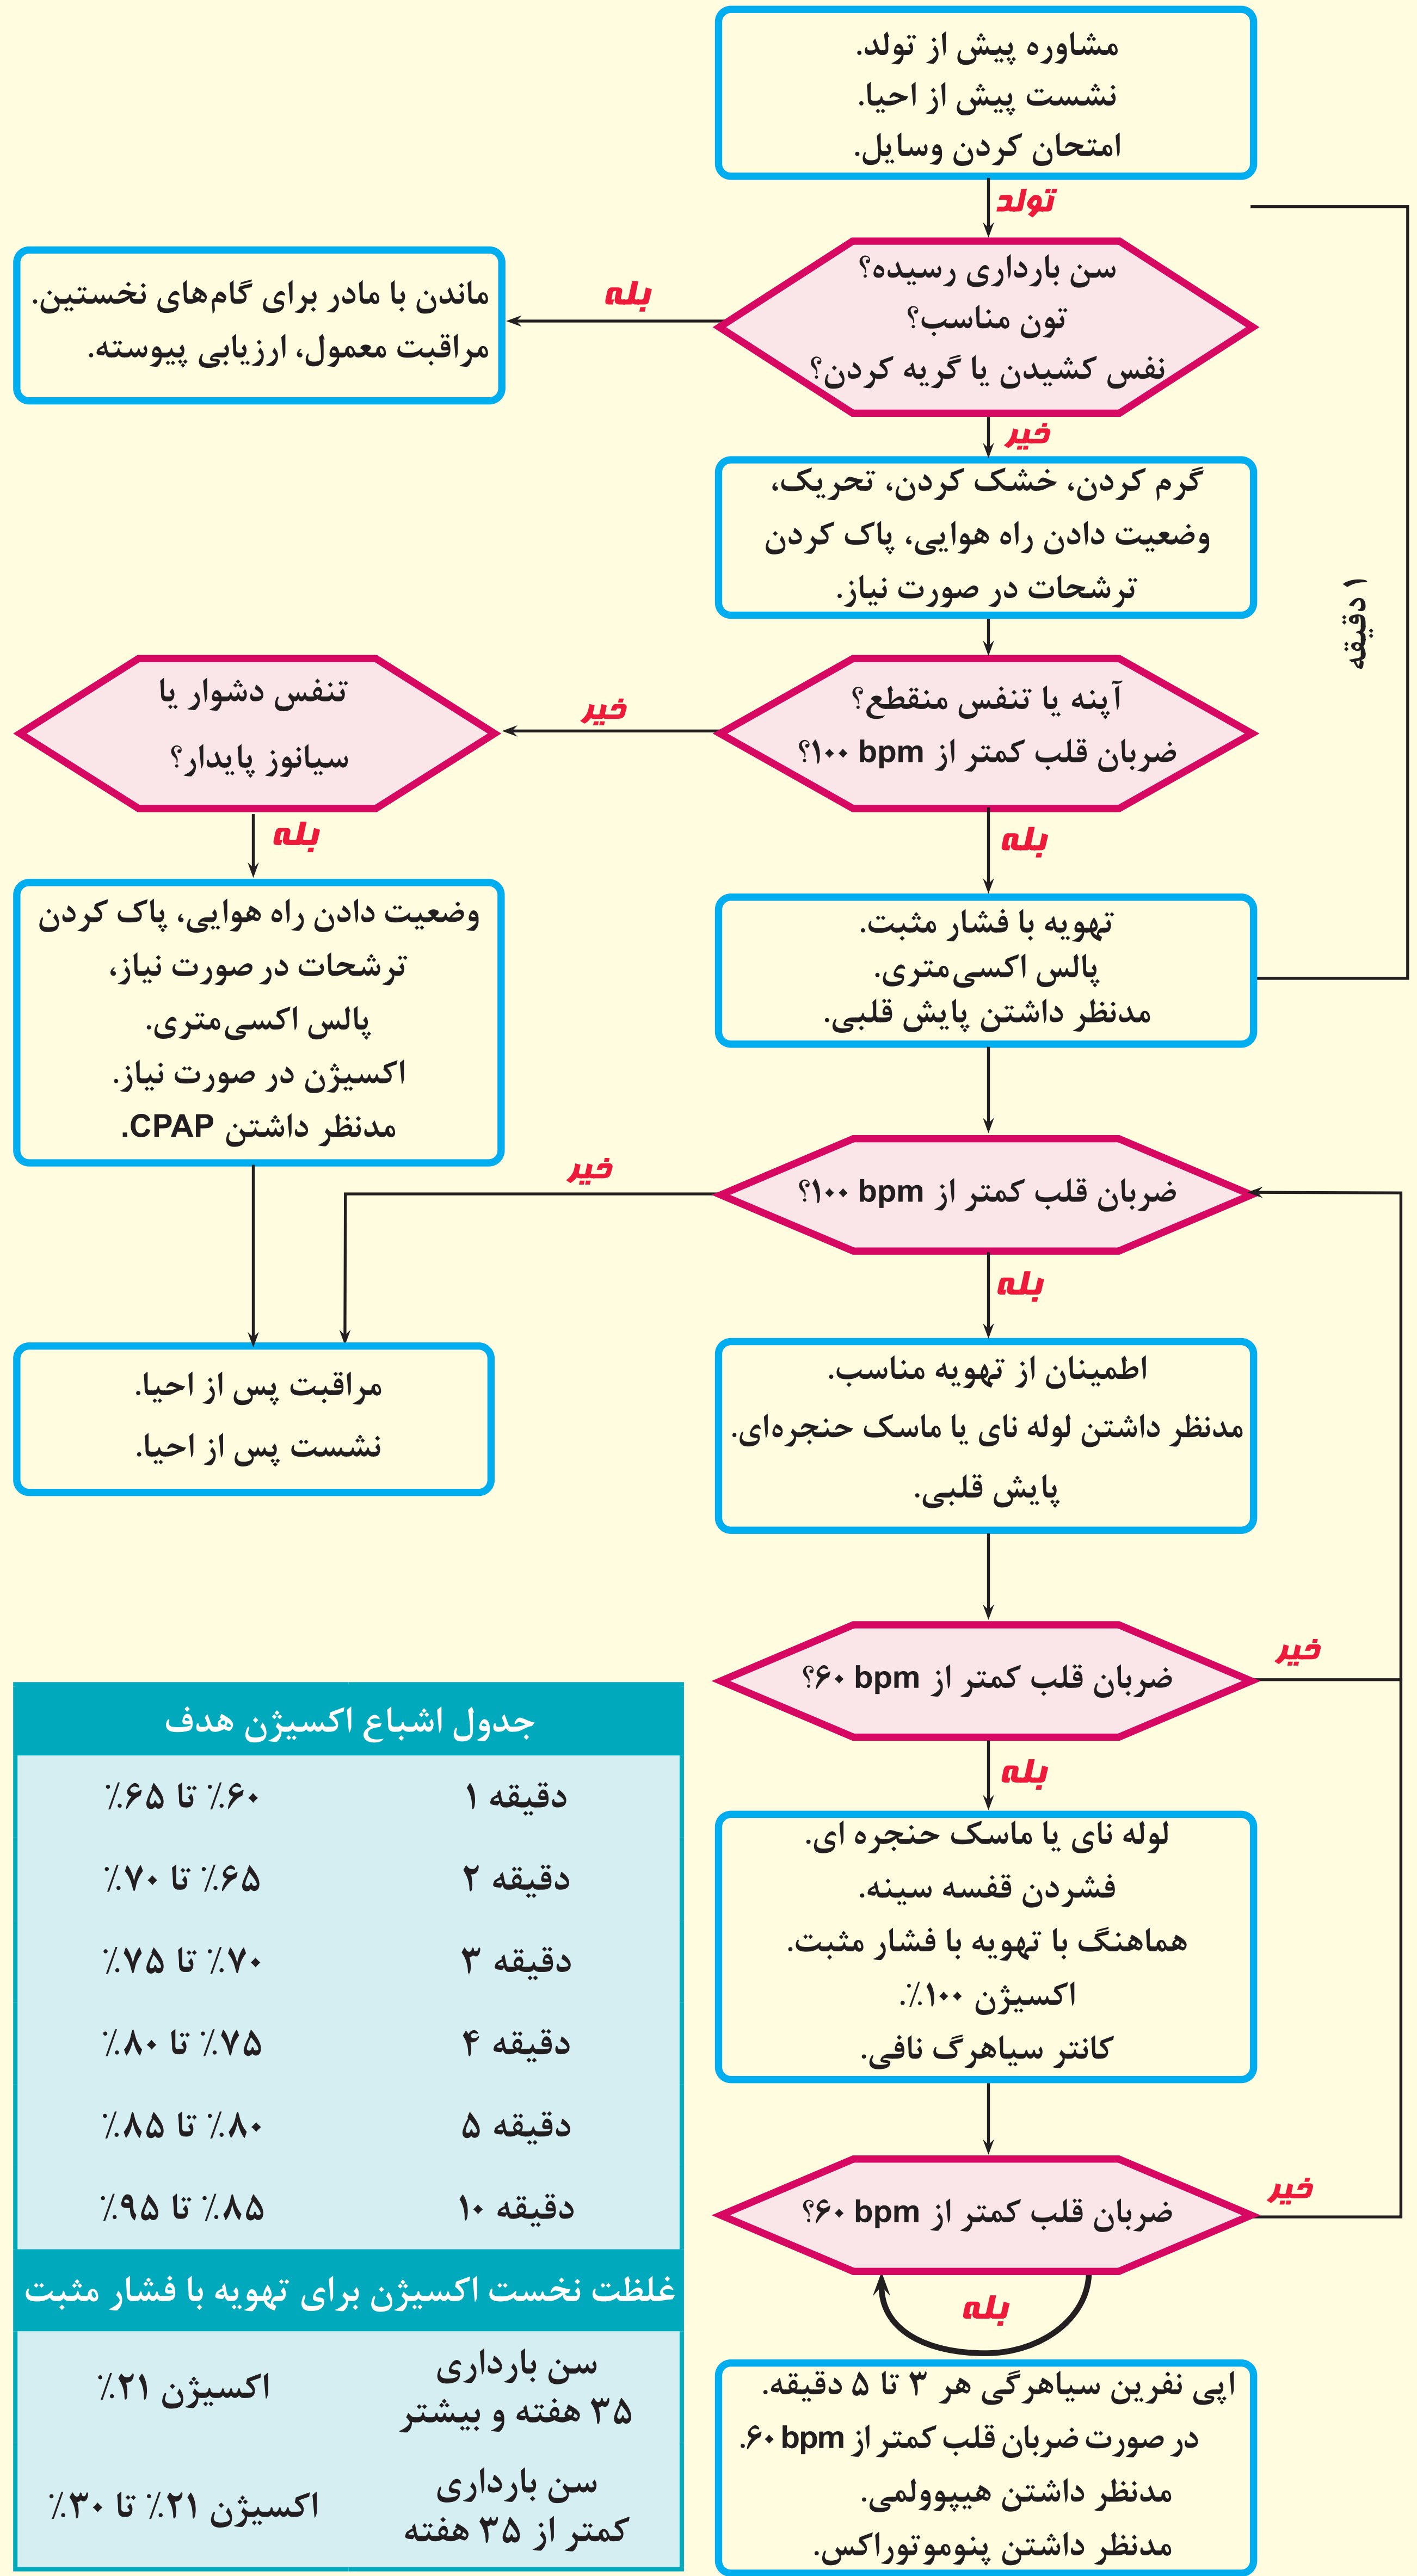 مشاوره پیش از تولد.
نشست پیش از احیا.
امتحان کردن وسایل.
تولد
سن بارداری رسیده؟
تون مناسب؟
نفس کشیدن یا گریه کردن؟
بله
ماندن با مادر برای گام‌های نخستین.
مراقبت معمول، ارزیابی پیوسته.
خیر
گرم کردن، خشک کردن، تحریک،
وضعیت دادن راه هوایی، پاک کردن
ترشحات در صورت نیاز.
۱ دقیقه
آپنه یا تنفس منقطع؟
ضربان قلب کمتر از ۱۰۰ bpm؟
خیر
تنفس دشوار یا
سیانوز پایدار؟
بله
بله
تهویه با فشار مثبت.
پالس اکسی‌متری.
مدنظر داشتن پایش قلبی.
وضعیت دادن راه هوایی، پاک کردن
ترشحات در صورت نیاز،
پالس اکسی‌متری.
اکسیژن در صورت نیاز.
مدنظر داشتن CPAP.
ضربان قلب کمتر از ۱۰۰ bpm؟
خیر
بله
مراقبت پس از احیا.
نشست پس از احیا.
اطمینان از تهویه مناسب.
مدنظر داشتن لوله نای یا ماسک حنجره‌ای.
پایش قلبی.
ضربان قلب کمتر از ۶۰ bpm؟
خیر
بله
لوله نای یا ماسک حنجره ای.
فشردن قفسه سینه.
هماهنگ با تهویه با فشار مثبت.
اکسیژن ۱۰۰٪.
کانتر سیاهرگ نافی.
ضربان قلب کمتر از ۶۰ bpm؟
خیر
بله
اپی نفرین سیاهرگی هر ۳ تا ۵ دقیقه.
در صورت ضربان قلب کمتر از ۶۰ bpm.
مدنظر داشتن هیپوولمی.
مدنظر داشتن پنوموتوراکس.
جدول اشباع اکسیژن هدف
دقیقه ۱ ۶۰٪ تا ۶۵٪
دقیقه ۲ ۶۵٪ تا ۷۰٪
دقیقه ۳ ۷۰٪ تا ۷۵٪
دقیقه ۴ ۷۵٪ تا ۸۰٪
دقیقه ۵ ۸۰٪ تا ۸۵٪
دقیقه ۱۰ ۸۵٪ تا ۹۵٪
غلظت نخست اکسیژن برای تهویه با فشار مثبت
سن بارداری
۳۵ هفته و بیشتر
اکسیژن ۲۱٪
سن بارداری
کمتر از ۳۵ هفته
اکسیژن ۲۱٪ تا ۳۰٪